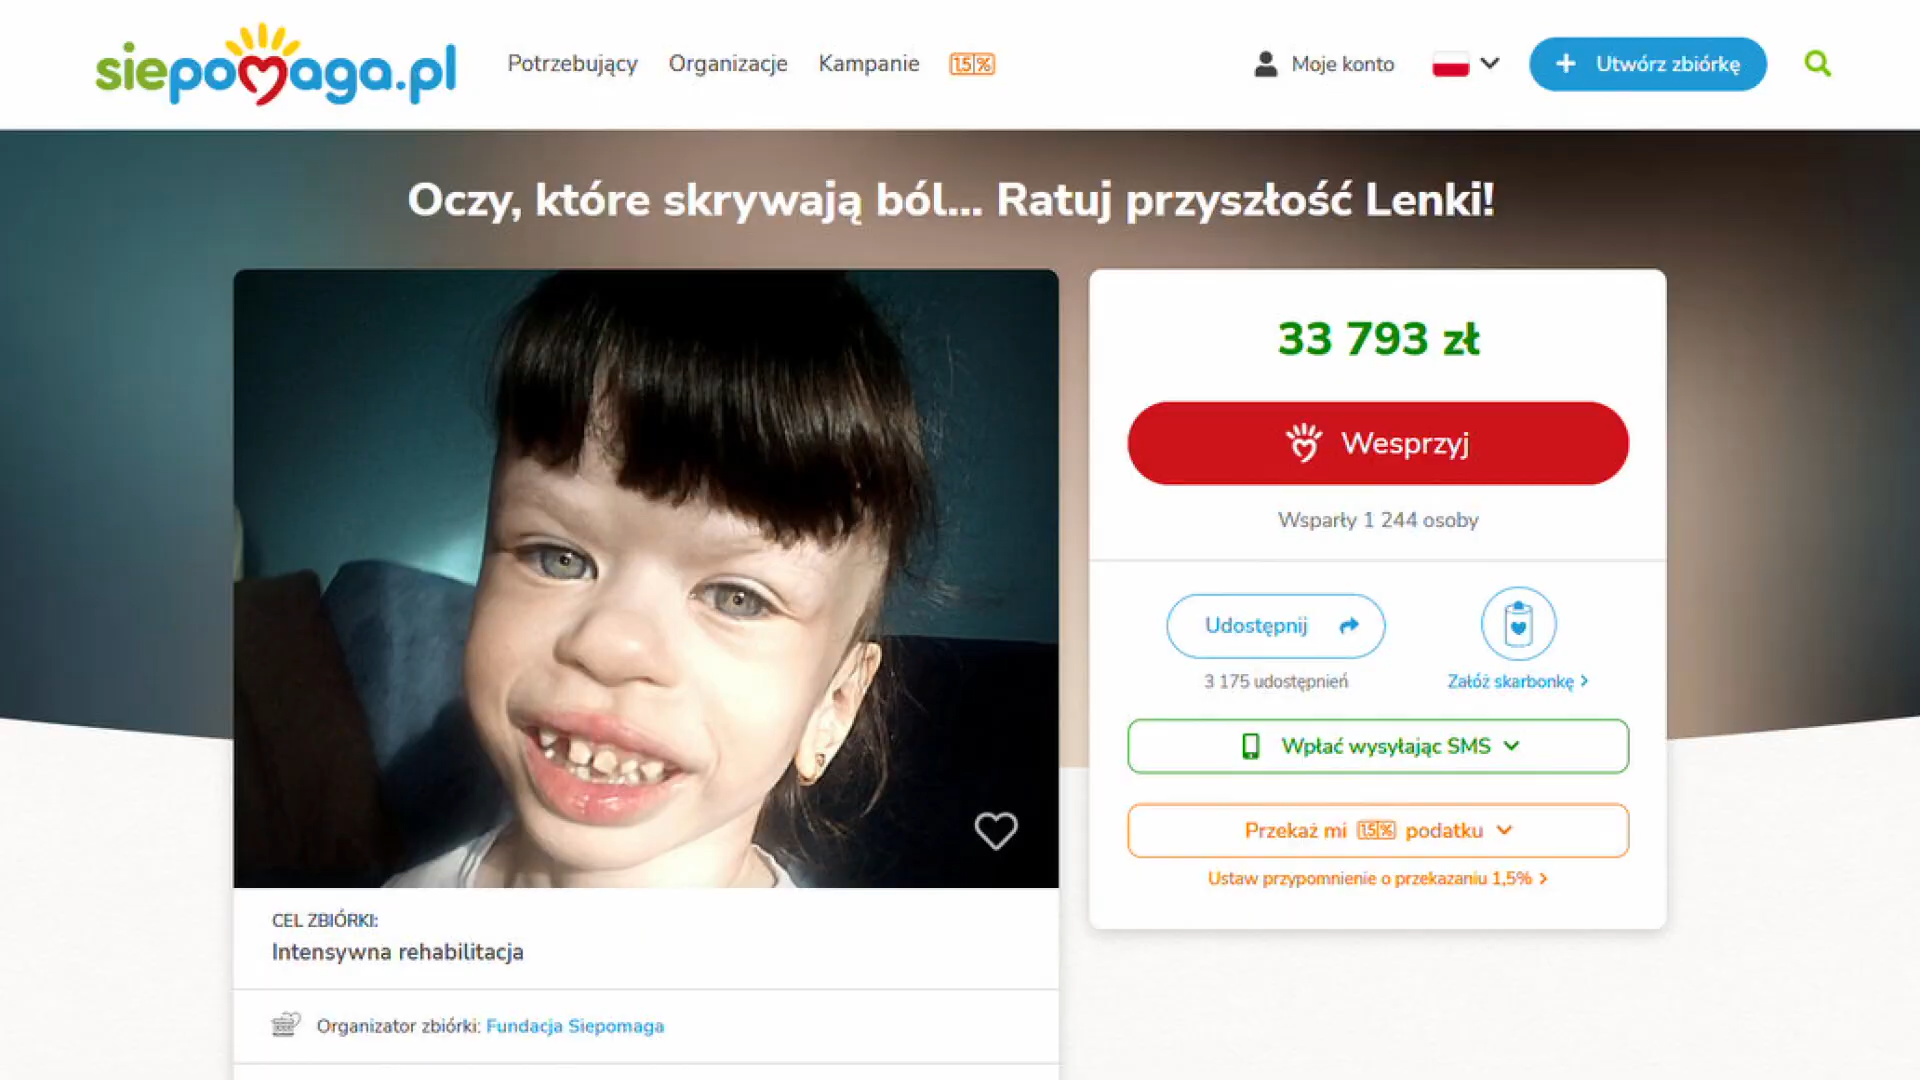 siepomaga.pl
Potrzebujący Organizacje Kampanie 1,5%
Moje konto
Utwórz zbiórkę
Oczy, które skrywają ból... Ratuj przyszłość Lenki!
33 793 zł
Wesprzyj
Wsparły 1 244 osoby
Udostępnij
3 175 udostępnień
Załóż skarbonkę
Wpłać wysyłając SMS
Przekaż mi 1,5% podatku
Ustaw przypomnienie o przekazaniu 1,5%
CEL ZBIÓRKI:
Intensywna rehabilitacja
Organizator zbiórki: Fundacja Siepomaga